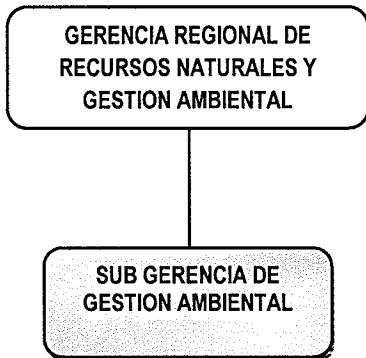 GERENCIA REGIONAL DE
RECURSOS NATURALES Y
GESTION AMBIENTAL
SUB GERENCIA DE
GESTION AMBIENTAL